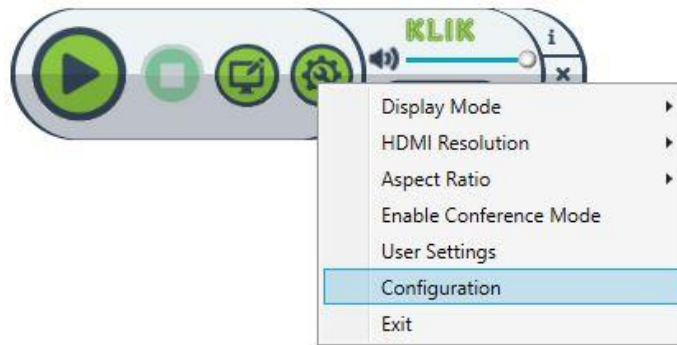 KLIK
i
x
Display Mode
HDMI Resolution
Aspect Ratio
Enable Conference Mode
User Settings
Configuration
Exit